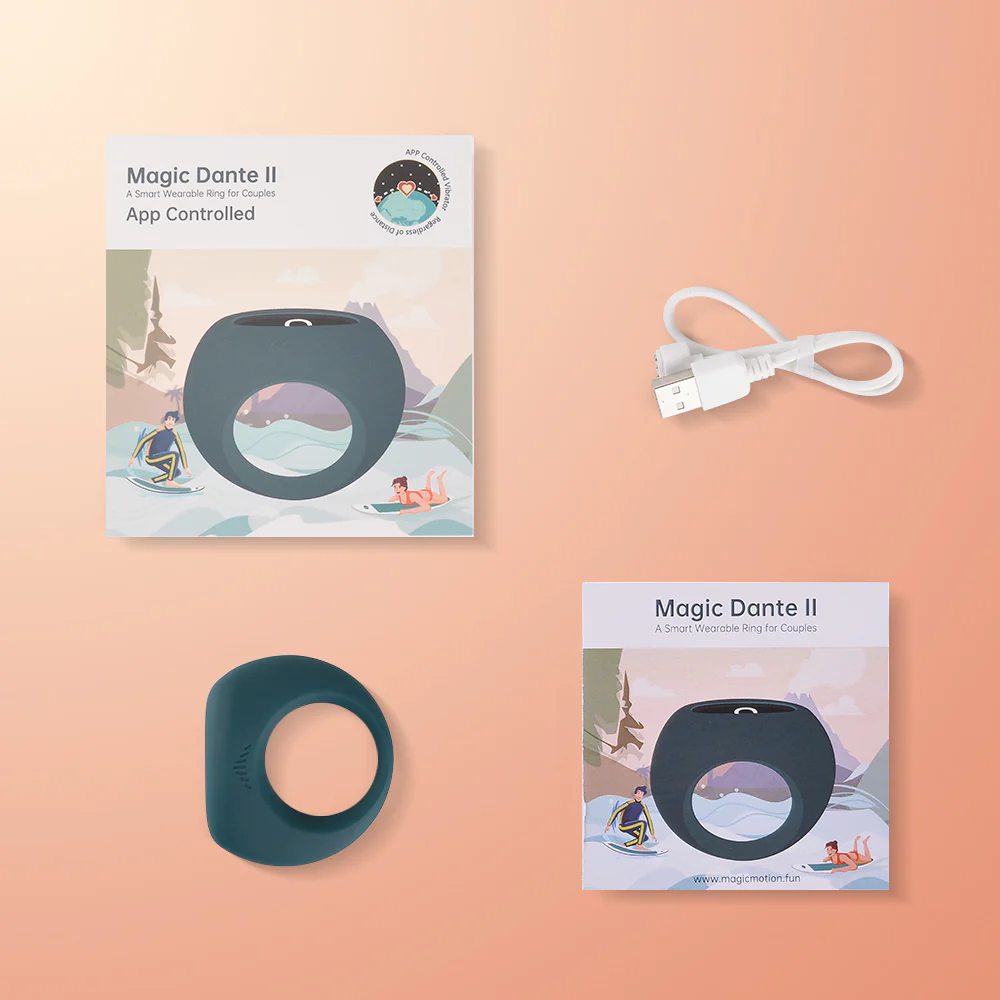 Magic Dante II
A Smart Wearable Ring for Couples
App Controlled
APP Controlled Vibrator
Regardless of Distance
Magic Dante II
A Smart Wearable Ring for Couples
www.magicmotion.fun